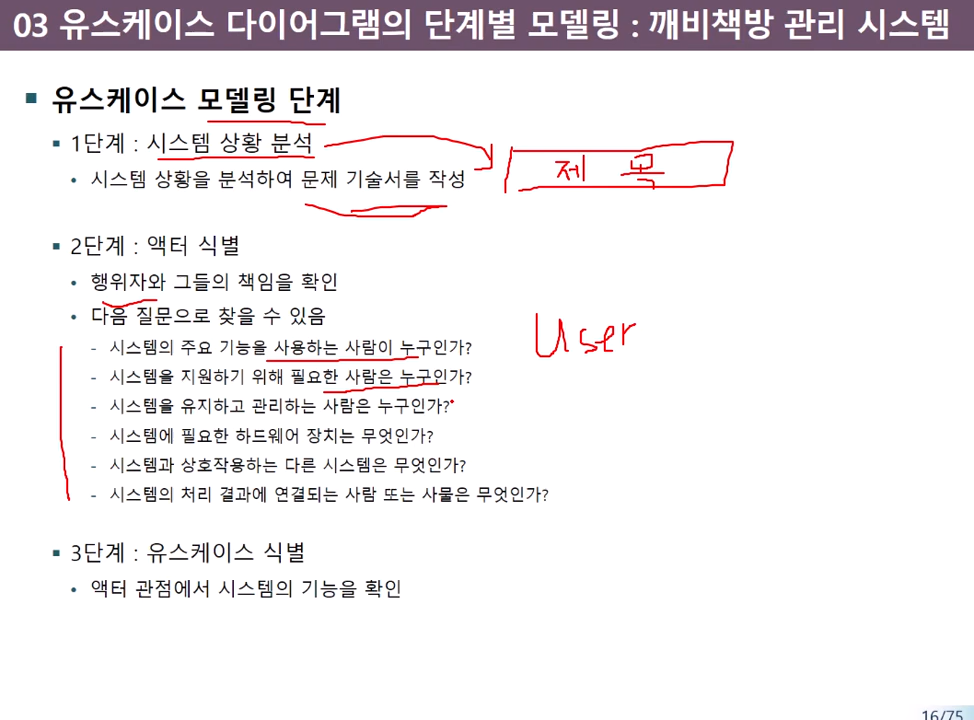 03 유스케이스 다이어그램의 단계별 모델링 : 깨비책방 관리 시스템
유스케이스 모델링 단계
1단계 : 시스템 상황 분석
제 목
시스템 상황을 분석하여 문제 기술서를 작성
2단계 : 액터 식별
행위자와 그들의 책임을 확인
다음 질문으로 찾을 수 있음
- 시스템의 주요 기능을 사용하는 사람이 누구인가?
User
- 시스템을 지원하기 위해 필요한 사람은 누구인가?
- 시스템을 유지하고 관리하는 사람은 누구인가?
- 시스템에 필요한 하드웨어 장치는 무엇인가?
- 시스템과 상호작용하는 다른 시스템은 무엇인가?
- 시스템의 처리 결과에 연결되는 사람 또는 사물은 무엇인가?
3단계 : 유스케이스 식별
액터 관점에서 시스템의 기능을 확인
16/75